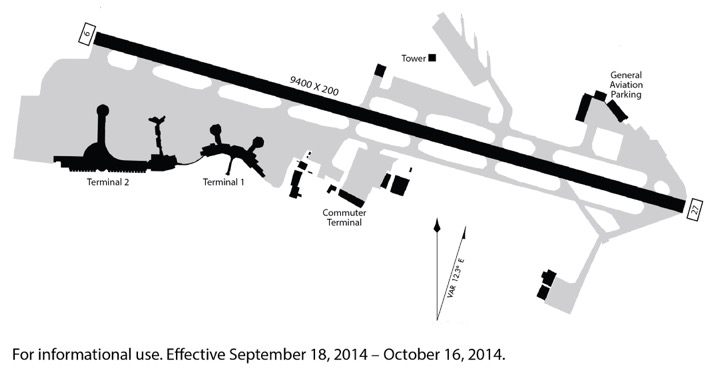 9
Tower
9400 X 200
General
Aviation
Parking
Terminal 2
Terminal 1
Commuter
Terminal
27
VAR 12.3° E
For informational use. Effective September 18, 2014 – October 16, 2014.